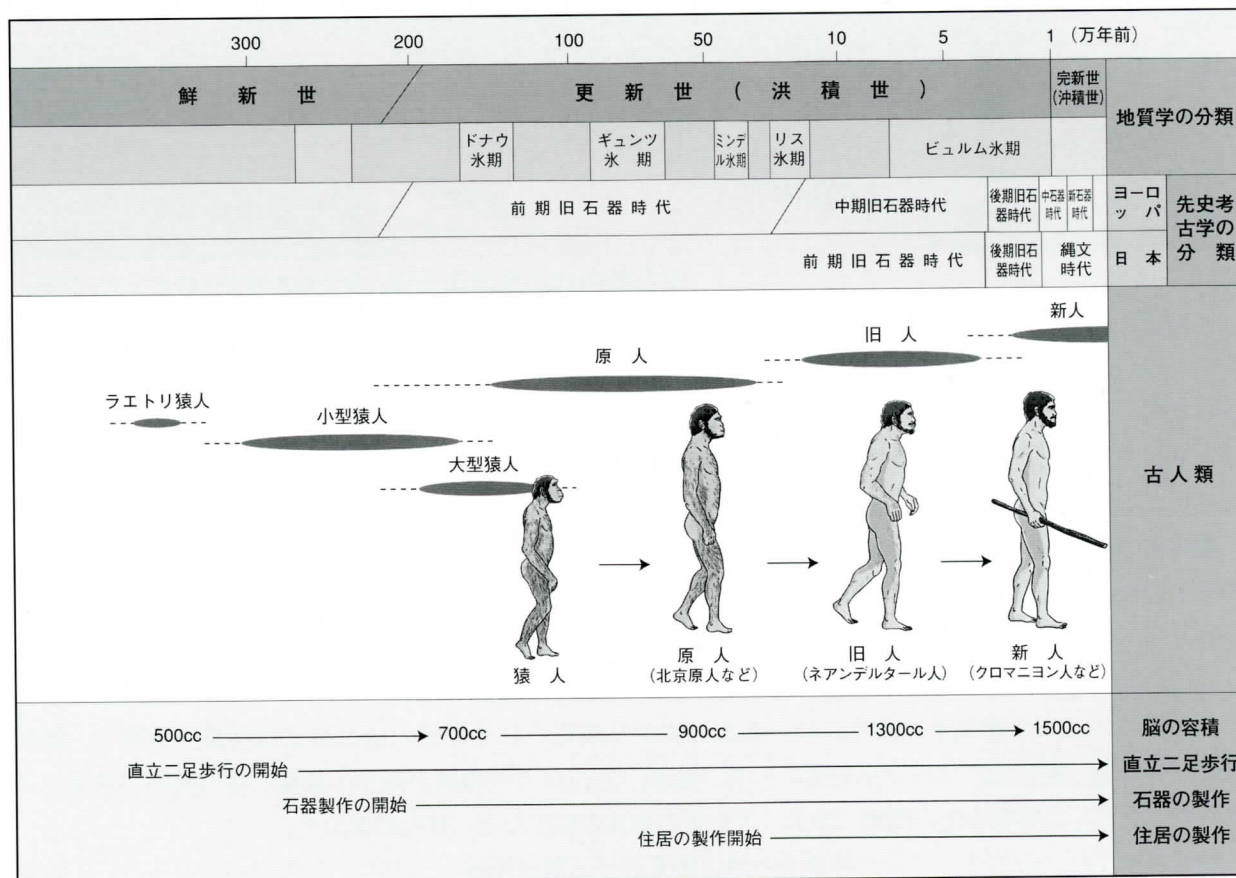 300 200 100 50 10 5 1 (万年前)
鮮新世 更新世(洪積世) 完新世
(沖積世)
地質学の分類
ドナウ
氷期
ギュンツ
氷期
ミンデ
ル氷期
リス
氷期
ビュルム氷期
前期旧石器時代 中期旧石器時代
後期旧石
器時代
中石器
時代
新石器
時代
ヨーロ
ッパ
前期旧石器時代
後期旧石
器時代
縄文
時代
日本
先史考
古学の
分類
新人
旧人
原人
ラエトリ猿人
小型猿人
大型猿人
古人類
猿人
原人
(北京原人など)
旧人
(ネアンデルタール人)
新人
(クロマニヨン人など)
500cc 700cc 900cc 1300cc 1500cc 脳の容積
直立二足歩行の開始 直立二足歩行
石器製作の開始 石器の製作
住居の製作開始 住居の製作